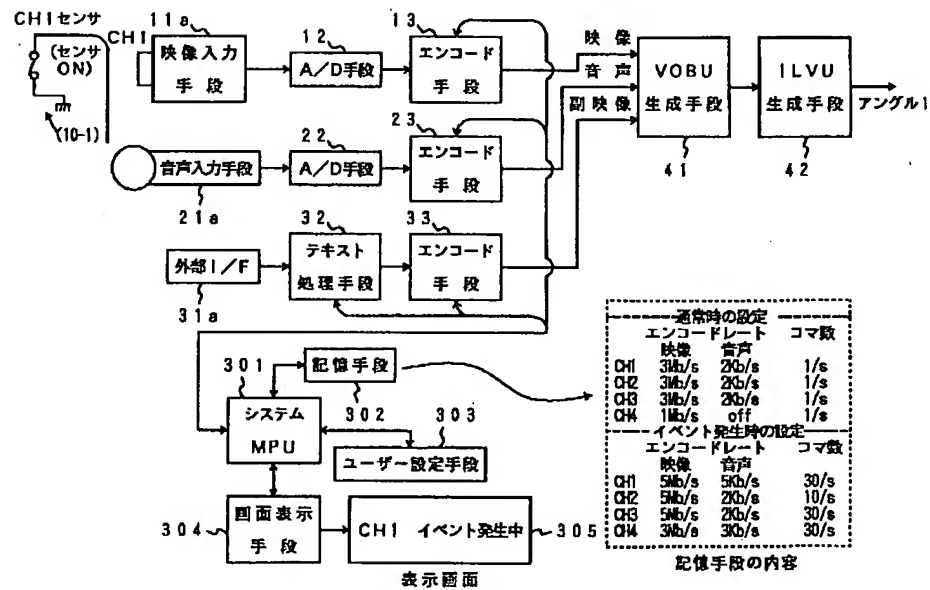 CH1センサ
(センサ
ON)
(10-1)
CH1
11a
映像入力
手段
12
A/D手段
13
エンコード
手段
映像
音声
副映像
VOBU
生成手段
41
ILVU
生成手段
42
アングル1
音声入力手段
21a
22
A/D手段
23
エンコード
手段
外部I/F
31a
32
テキスト
処理手段
33
エンコード
手段
301
システム
MPU
記憶手段
302
303
ユーザー設定手段
304
画面表示
手段
CH1 イベント発生中
305
表示画面
通常時の設定
エンコードレート コマ数
映像 音声
CH1 3Mb/s 2Kb/s 1/s
CH2 3Mb/s 2Kb/s 1/s
CH3 3Mb/s 2Kb/s 1/s
CH4 1Mb/s off 1/s
イベント発生時の設定
エンコードレート コマ数
映像 音声
CH1 5Mb/s 5Kb/s 30/s
CH2 5Mb/s 2Kb/s 10/s
CH3 5Mb/s 2Kb/s 30/s
CH4 3Mb/s 3Kb/s 30/s
記憶手段の内容